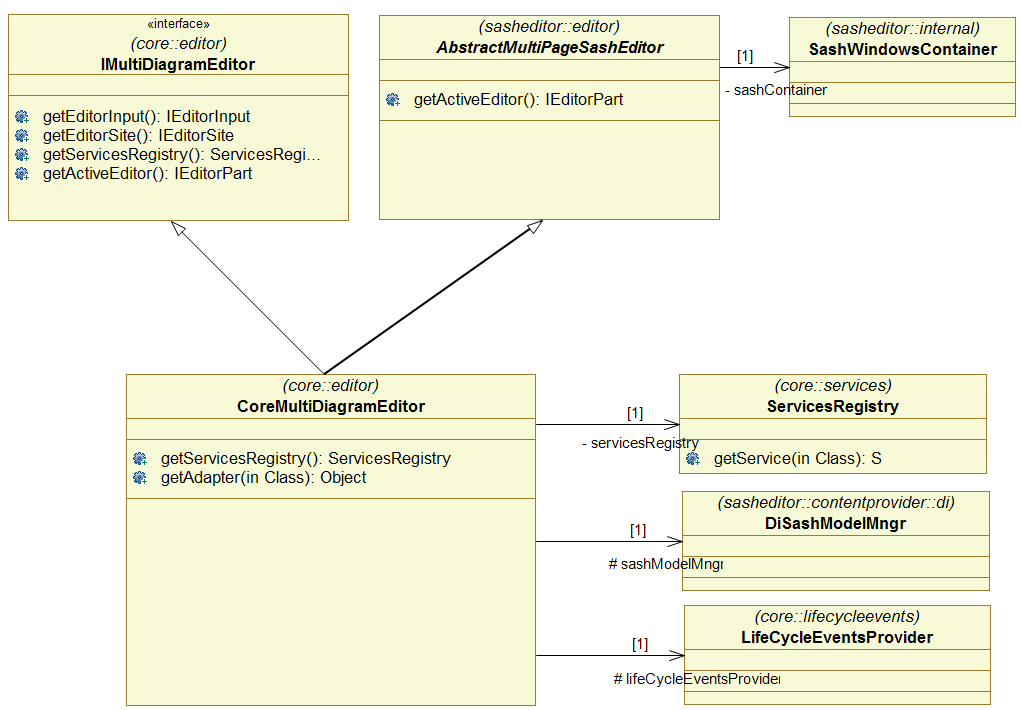 «interface»
(core::editor)
IMultiDiagramEditor
getEditorInput(): IEditorInput
getEditorSite(): IEditorSite
getServicesRegistry(): ServicesRegi...
getActiveEditor(): IEditorPart
(sasheditor::editor)
AbstractMultiPageSashEditor
getActiveEditor(): IEditorPart
[1]
- sashContainer
(sasheditor::internal)
SashWindowsContainer
(core::editor)
CoreMultiDiagramEditor
getServicesRegistry(): ServicesRegistry
getAdapter(in Class): Object
[1]
- servicesRegistry
(core::services)
ServicesRegistry
getService(in Class): S
[1]
# sashModelMngr
(sasheditor::contentprovider::di)
DiSashModelMngr
[1]
# lifeCycleEventsProvider
(core::lifecycleevents)
LifeCycleEventsProvider